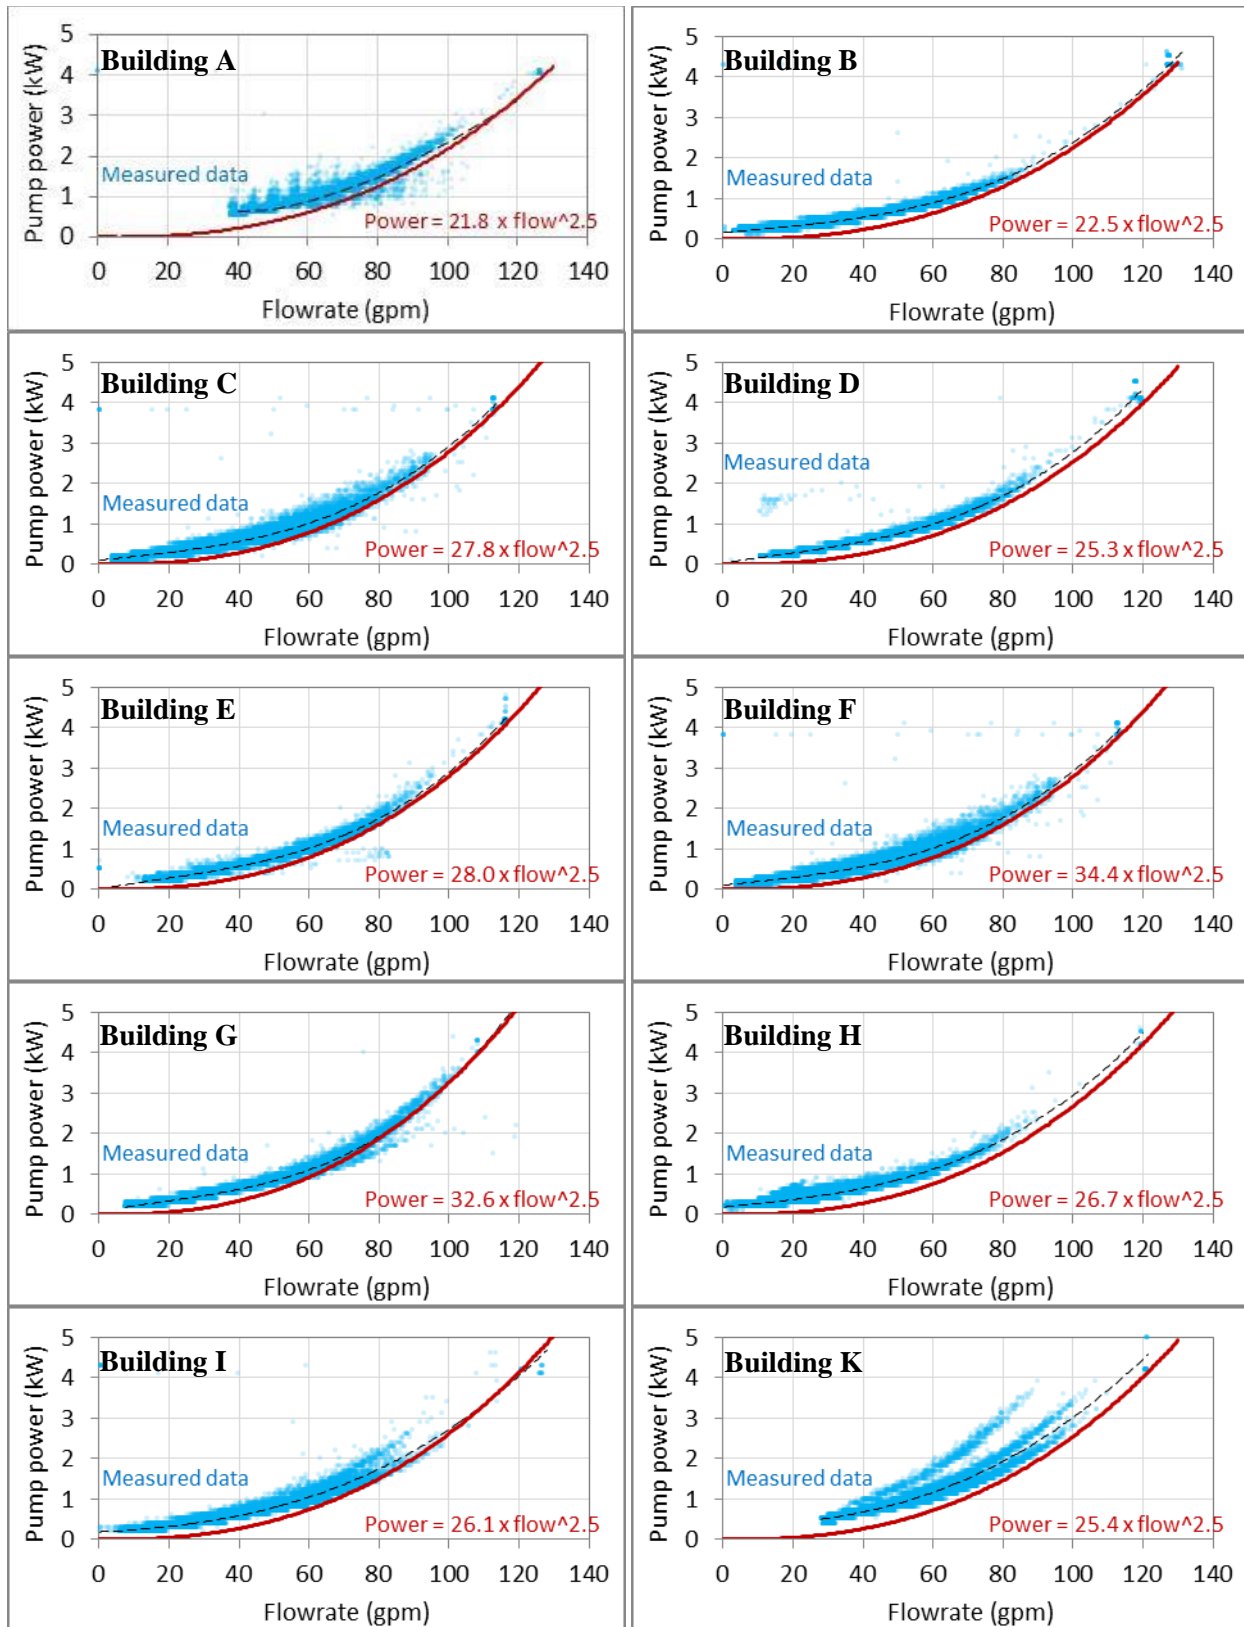 Building A
Pump power (kW)
5
4
3
2
1
0
Measured data
Power = 21.8 x flow^2.5
0 20 40 60 80 100 120 140
Flowrate (gpm)
Building B
Pump power (kW)
5
4
3
2
1
0
Measured data
Power = 22.5 x flow^2.5
0 20 40 60 80 100 120 140
Flowrate (gpm)
Building C
Pump power (kW)
5
4
3
2
1
0
Measured data
Power = 27.8 x flow^2.5
0 20 40 60 80 100 120 140
Flowrate (gpm)
Building D
Pump power (kW)
5
4
3
2
1
0
Measured data
Power = 25.3 x flow^2.5
0 20 40 60 80 100 120 140
Flowrate (gpm)
Building E
Pump power (kW)
5
4
3
2
1
0
Measured data
Power = 28.0 x flow^2.5
0 20 40 60 80 100 120 140
Flowrate (gpm)
Building F
Pump power (kW)
5
4
3
2
1
0
Measured data
Power = 34.4 x flow^2.5
0 20 40 60 80 100 120 140
Flowrate (gpm)
Building G
Pump power (kW)
5
4
3
2
1
0
Measured data
Power = 32.6 x flow^2.5
0 20 40 60 80 100 120 140
Flowrate (gpm)
Building H
Pump power (kW)
5
4
3
2
1
0
Measured data
Power = 26.7 x flow^2.5
0 20 40 60 80 100 120 140
Flowrate (gpm)
Building I
Pump power (kW)
5
4
3
2
1
0
Measured data
Power = 26.1 x flow^2.5
0 20 40 60 80 100 120 140
Flowrate (gpm)
Building K
Pump power (kW)
5
4
3
2
1
0
Measured data
Power = 25.4 x flow^2.5
0 20 40 60 80 100 120 140
Flowrate (gpm)